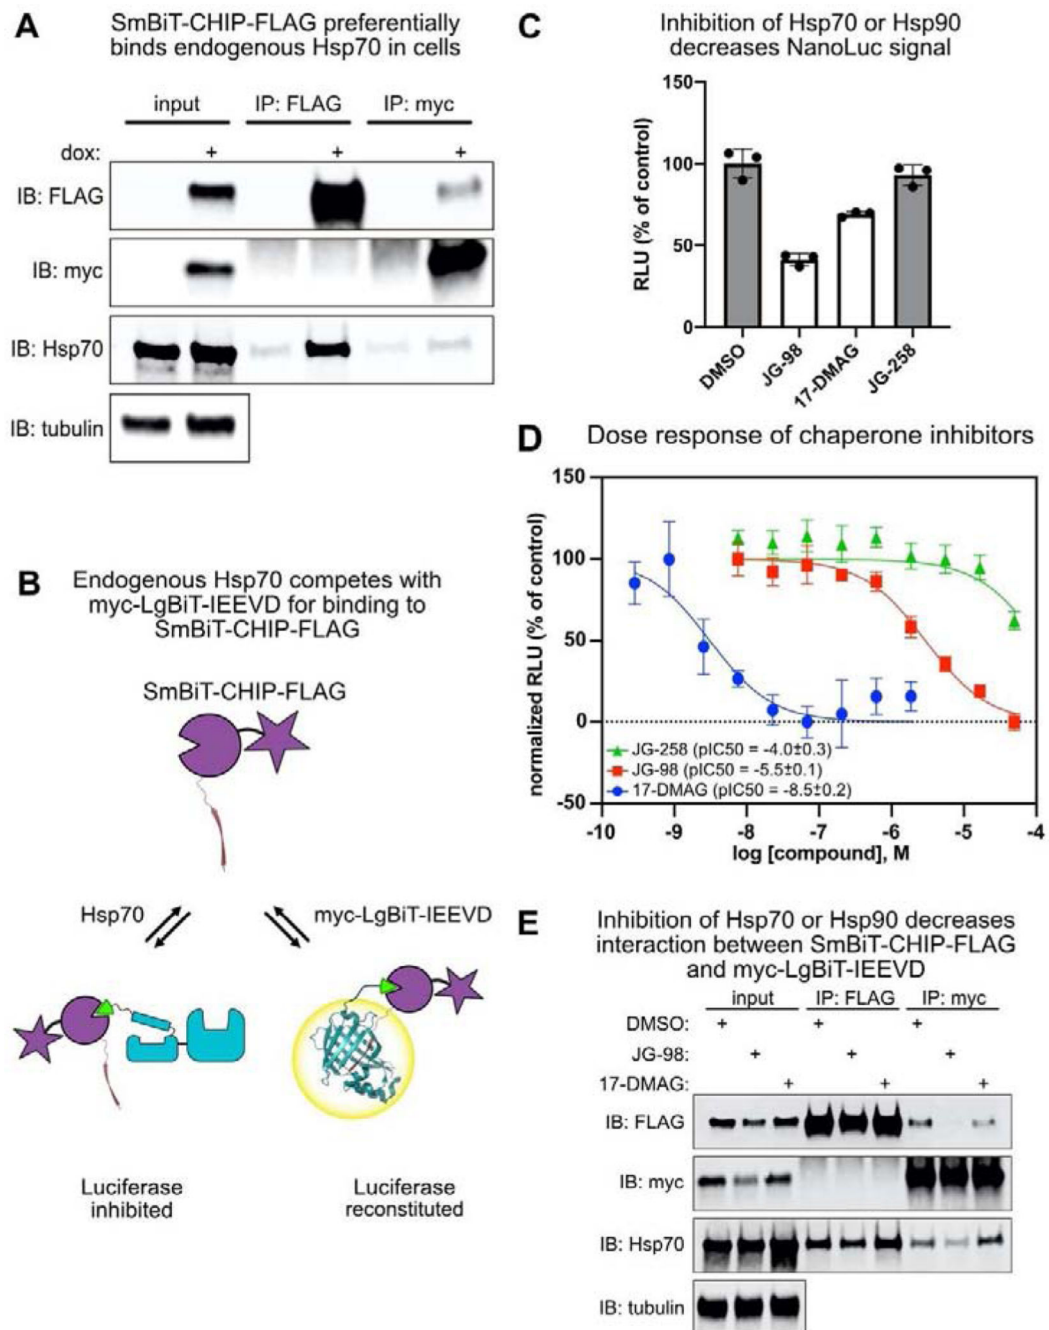 A
SmBiT-CHIP-FLAG preferentially
binds endogenous Hsp70 in cells
input IP: FLAG IP: myc
dox: + + +
IB: FLAG
IB: myc
IB: Hsp70
IB: tubulin
B
Endogenous Hsp70 competes with
myc-LgBiT-IEEVD for binding to
SmBiT-CHIP-FLAG
SmBiT-CHIP-FLAG
Hsp70 myc-LgBiT-IEEVD
Luciferase
inhibited
Luciferase
reconstituted
C
Inhibition of Hsp70 or Hsp90
decreases NanoLuc signal
RLU (% of control)
150
100
50
0
DMSO
JG-98
17-DMAG
JG-258
D
Dose response of chaperone inhibitors
normalized RLU (% of control)
150
100
50
0
-50
JG-258 (pIC50 = -4.0±0.3)
JG-98 (pIC50 = -5.5±0.1)
17-DMAG (pIC50 = -8.5±0.2)
-10 -9 -8 -7 -6 -5 -4
log [compound], M
E
Inhibition of Hsp70 or Hsp90 decreases
interaction between SmBiT-CHIP-FLAG
and myc-LgBiT-IEEVD
input IP: FLAG IP: myc
DMSO: + + +
JG-98: + + +
17-DMAG: + + +
IB: FLAG
IB: myc
IB: Hsp70
IB: tubulin